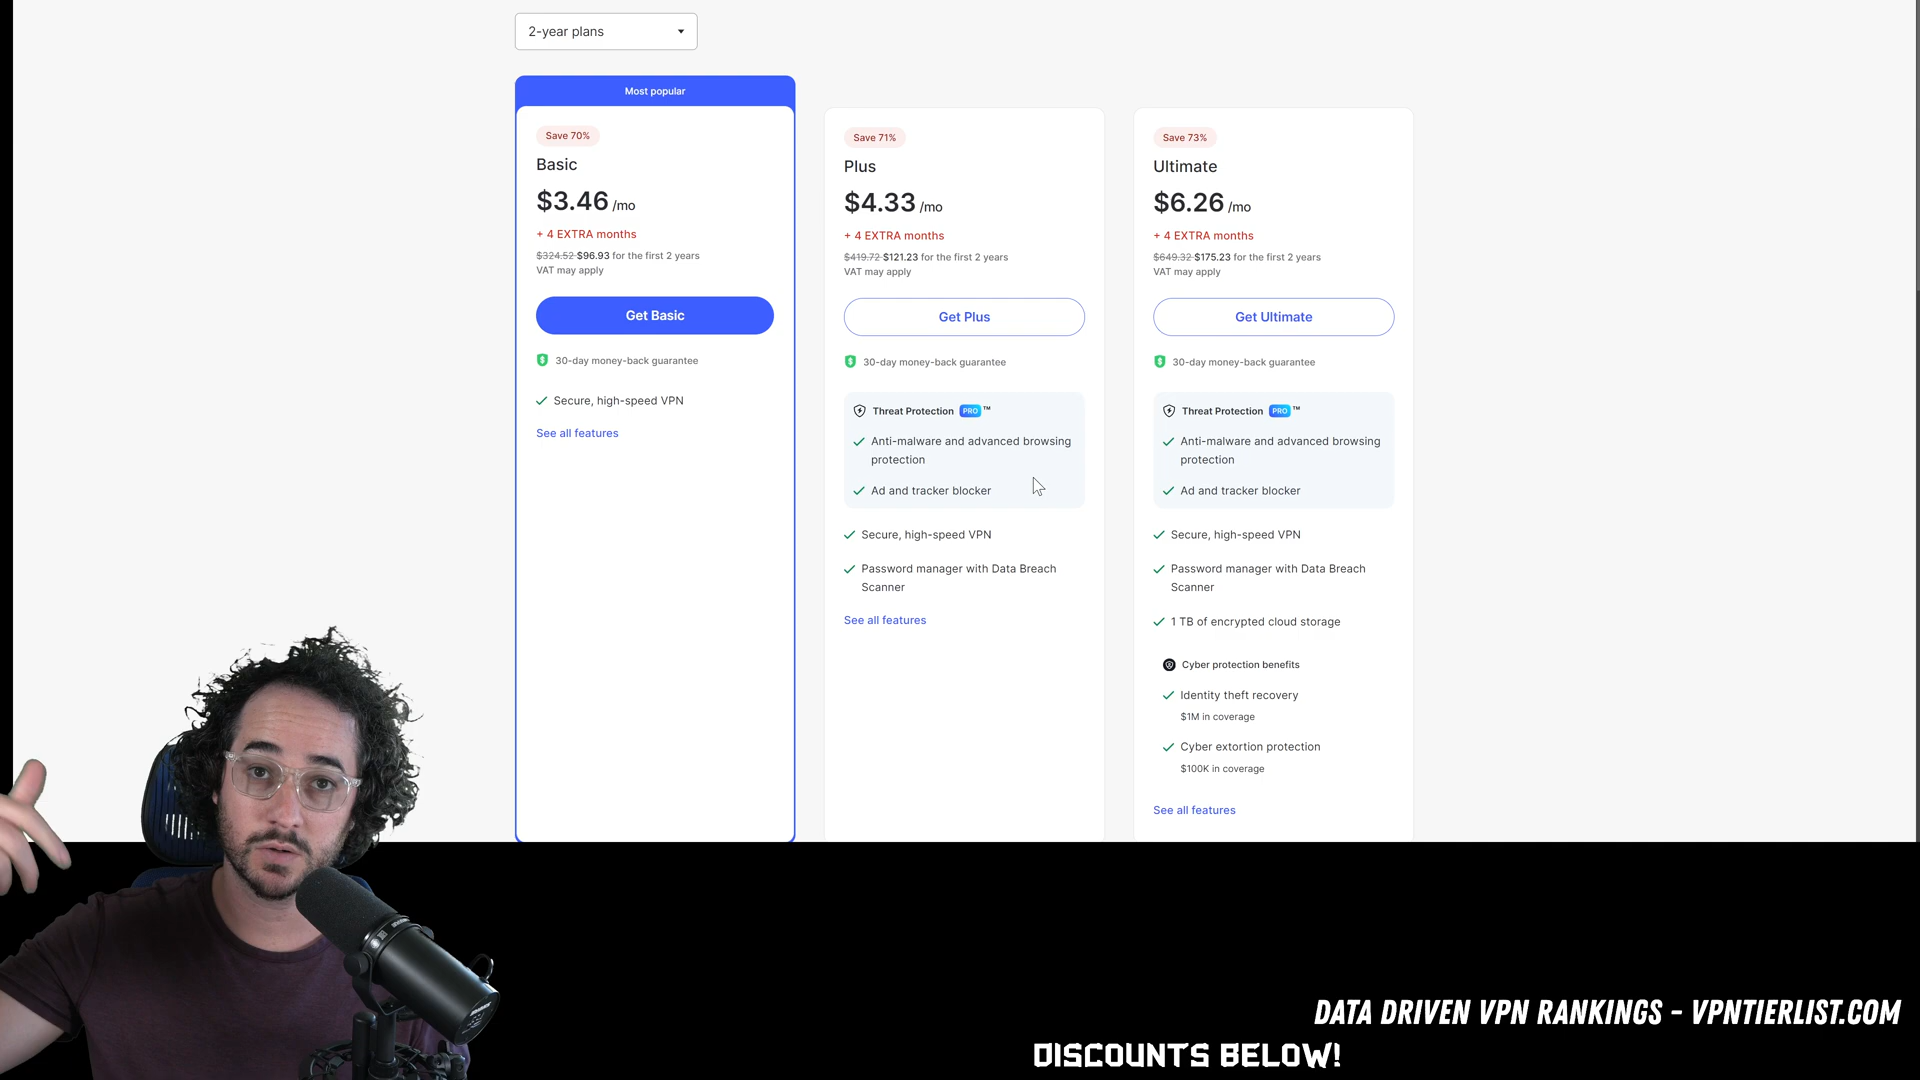 2-year plans
Most popular
Save 70%
Basic
$3.46 /mo
+ 4 EXTRA months
$324.52 $96.93 for the first 2 years
VAT may apply
Get Basic
30-day money-back guarantee
Secure, high-speed VPN
See all features
Save 71%
Plus
$4.33 /mo
+ 4 EXTRA months
$419.72 $121.23 for the first 2 years
VAT may apply
Get Plus
30-day money-back guarantee
Threat Protection PRO ™
Anti-malware and advanced browsing
protection
Ad and tracker blocker
Secure, high-speed VPN
Password manager with Data Breach
Scanner
See all features
Save 73%
Ultimate
$6.26 /mo
+ 4 EXTRA months
$649.32 $175.23 for the first 2 years
VAT may apply
Get Ultimate
30-day money-back guarantee
Threat Protection PRO ™
Anti-malware and advanced browsing
protection
Ad and tracker blocker
Secure, high-speed VPN
Password manager with Data Breach
Scanner
1 TB of encrypted cloud storage
Cyber protection benefits
Identity theft recovery
$1M in coverage
Cyber extortion protection
$100K in coverage
See all features
DATA DRIVEN VPN RANKINGS - VPNTIERLIST.COM
DISCOUNTS BELOW!